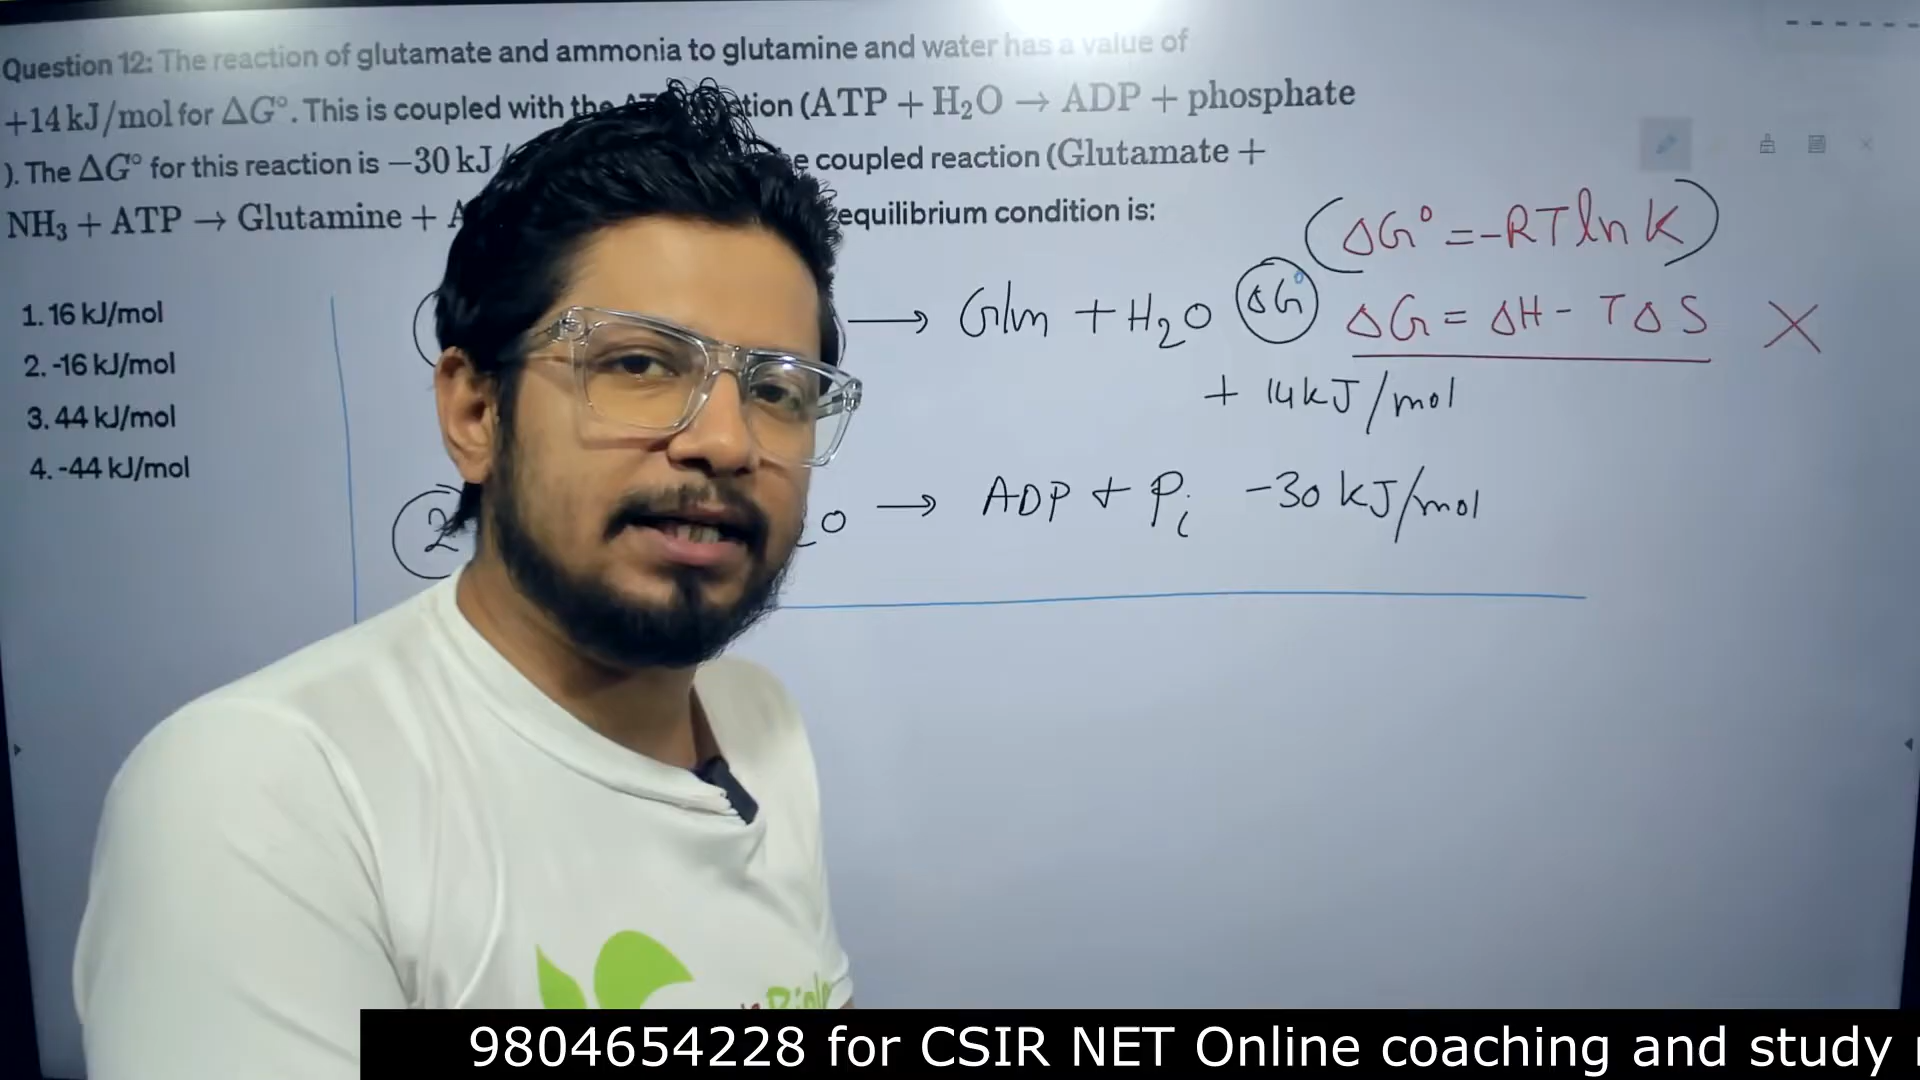 Question 12: The reaction of glutamate and ammonia to glutamine and water has a value of
+14 kJ/mol for ΔG°. This is coupled with the tion (ATP + H₂O → ADP + phosphate
). The ΔG° for this reaction is −30 kJ/ e coupled reaction (Glutamate +
NH₃ + ATP → Glutamine + A equilibrium condition is:
(ΔG° = -RT ln K)
1. 16 kJ/mol
2. -16 kJ/mol
3. 44 kJ/mol
4. -44 kJ/mol
→ Gln + H₂O ΔG° ΔG = ΔH - TΔS X
+ 14 kJ/mol
2 O → ADP + Pi -30 kJ/mol
9804654228 for CSIR NET Online coaching and study